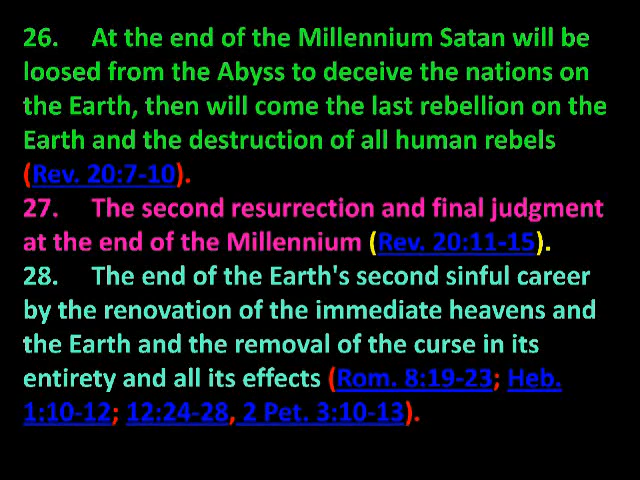 26. At the end of the Millennium Satan will be
loosed from the Abyss to deceive the nations on
the Earth, then will come the last rebellion on the
Earth and the destruction of all human rebels
(Rev. 20:7-10).
27. The second resurrection and final judgment
at the end of the Millennium (Rev. 20:11-15).
28. The end of the Earth's second sinful career
by the renovation of the immediate heavens and
the Earth and the removal of the curse in its
entirety and all its effects (Rom. 8:19-23; Heb.
1:10-12; 12:24-28, 2 Pet. 3:10-13).